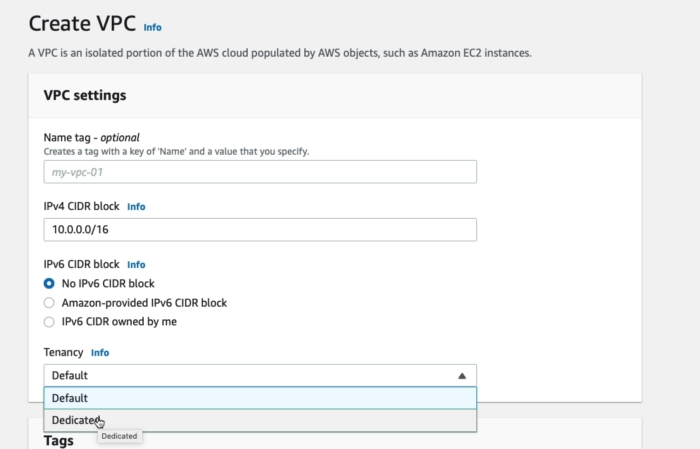 Create VPC Info
A VPC is an isolated portion of the AWS cloud populated by AWS objects, such as Amazon EC2 instances.
VPC settings
Name tag - optional
Creates a tag with a key of 'Name' and a value that you specify.
my-vpc-01
IPv4 CIDR block Info
10.0.0.0/16
IPv6 CIDR block Info
No IPv6 CIDR block
Amazon-provided IPv6 CIDR block
IPv6 CIDR owned by me
Tenancy Info
Default
Default
Dedicated
Dedicated
Tags